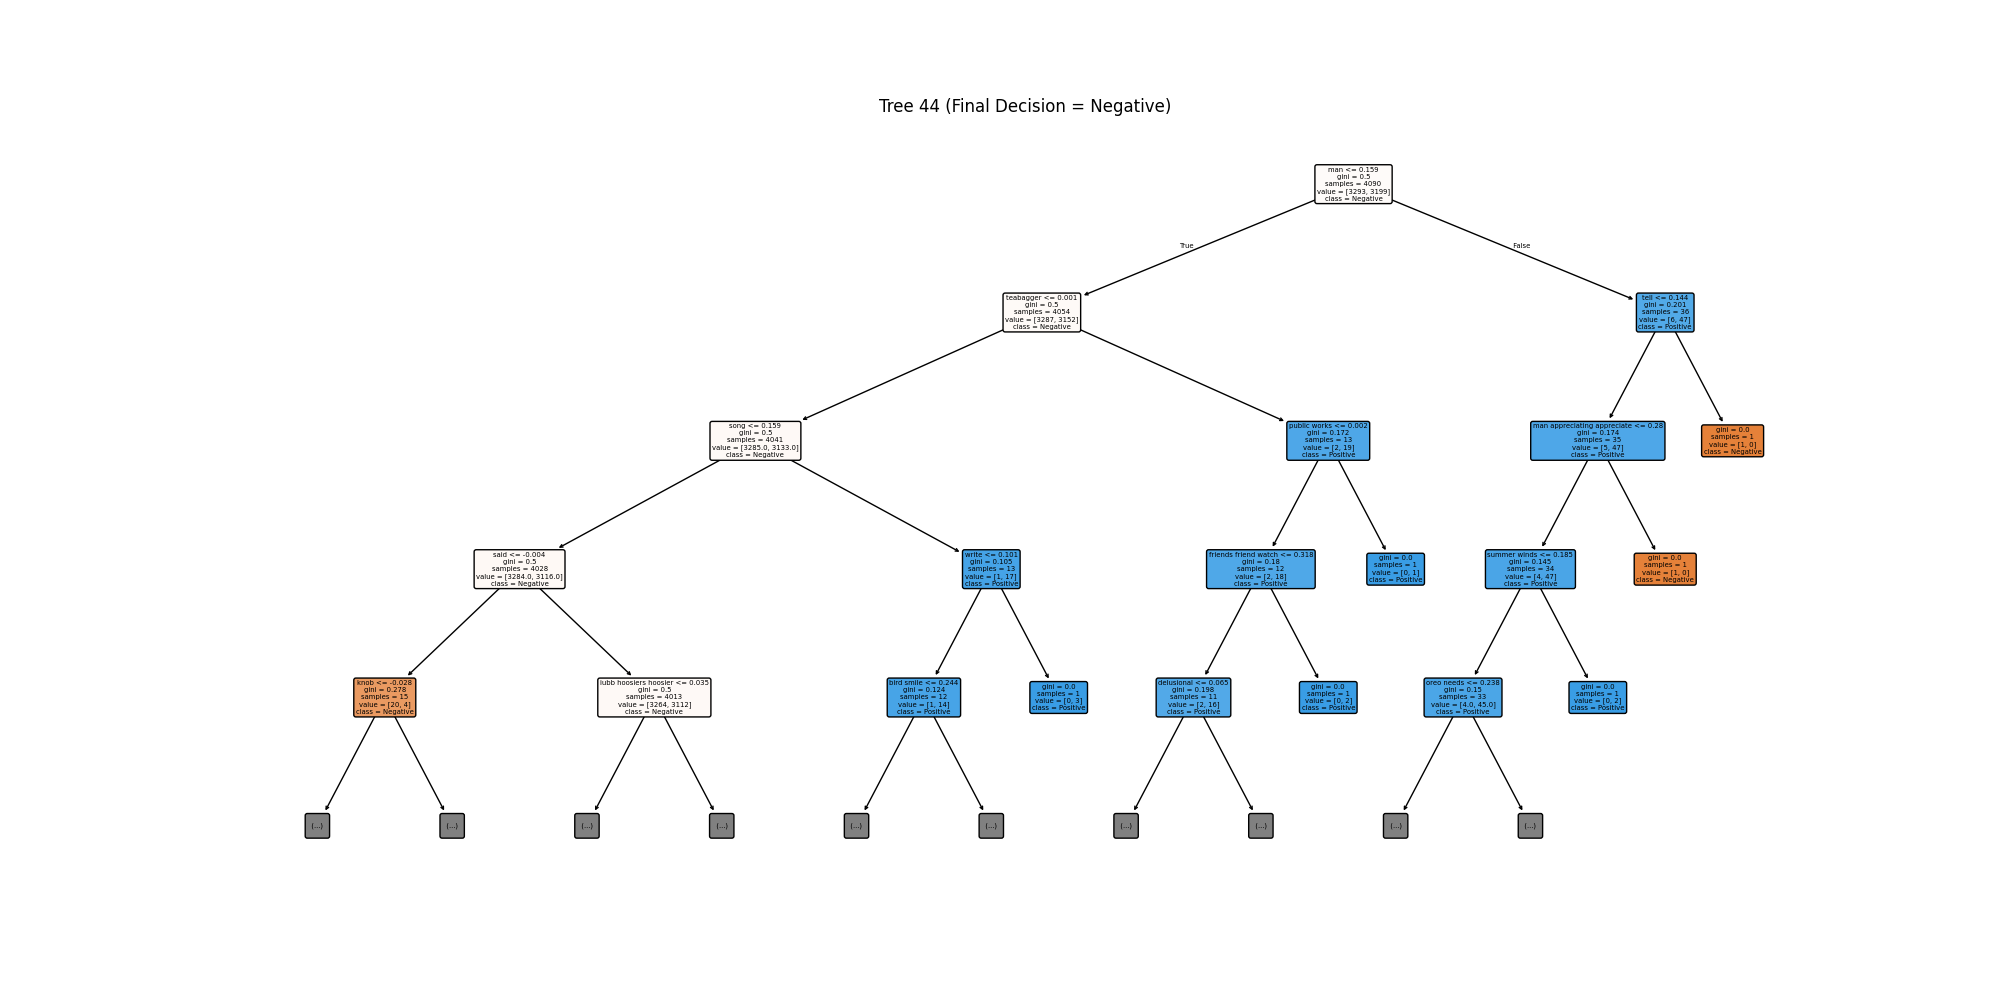 Tree 44 (Final Decision = Negative)
man <= 0.159
gini = 0.5
samples = 4090
value = [3293, 3199]
class = Negative
True
False
teabagger <= 0.001
gini = 0.5
samples = 4054
value = [3287, 3152]
class = Negative
tell <= 0.144
gini = 0.201
samples = 36
value = [6, 47]
class = Positive
song <= 0.159
gini = 0.5
samples = 4041
value = [3285.0, 3133.0]
class = Negative
public works <= 0.002
gini = 0.172
samples = 13
value = [2, 19]
class = Positive
man appreciating appreciate <= 0.28
gini = 0.174
samples = 35
value = [5, 47]
class = Positive
gini = 0.0
samples = 1
value = [1, 0]
class = Negative
said <= -0.004
gini = 0.5
samples = 4028
value = [3284.0, 3116.0]
class = Negative
write <= 0.101
gini = 0.105
samples = 13
value = [1, 17]
class = Positive
friends friend watch <= 0.318
gini = 0.18
samples = 12
value = [2, 18]
class = Positive
gini = 0.0
samples = 1
value = [0, 1]
class = Positive
summer winds <= 0.185
gini = 0.145
samples = 34
value = [4, 47]
class = Positive
gini = 0.0
samples = 1
value = [1, 0]
class = Negative
knob <= -0.028
gini = 0.278
samples = 15
value = [20, 4]
class = Negative
iubb hoosiers hoosier <= 0.035
gini = 0.5
samples = 4013
value = [3264, 3112]
class = Negative
bird smile <= 0.244
gini = 0.124
samples = 12
value = [1, 14]
class = Positive
gini = 0.0
samples = 1
value = [0, 3]
class = Positive
delusional <= 0.065
gini = 0.198
samples = 11
value = [2, 16]
class = Positive
gini = 0.0
samples = 1
value = [0, 2]
class = Positive
oreo needs <= 0.238
gini = 0.15
samples = 33
value = [4.0, 45.0]
class = Positive
gini = 0.0
samples = 1
value = [0, 2]
class = Positive
(...)
(...)
(...)
(...)
(...)
(...)
(...)
(...)
(...)
(...)